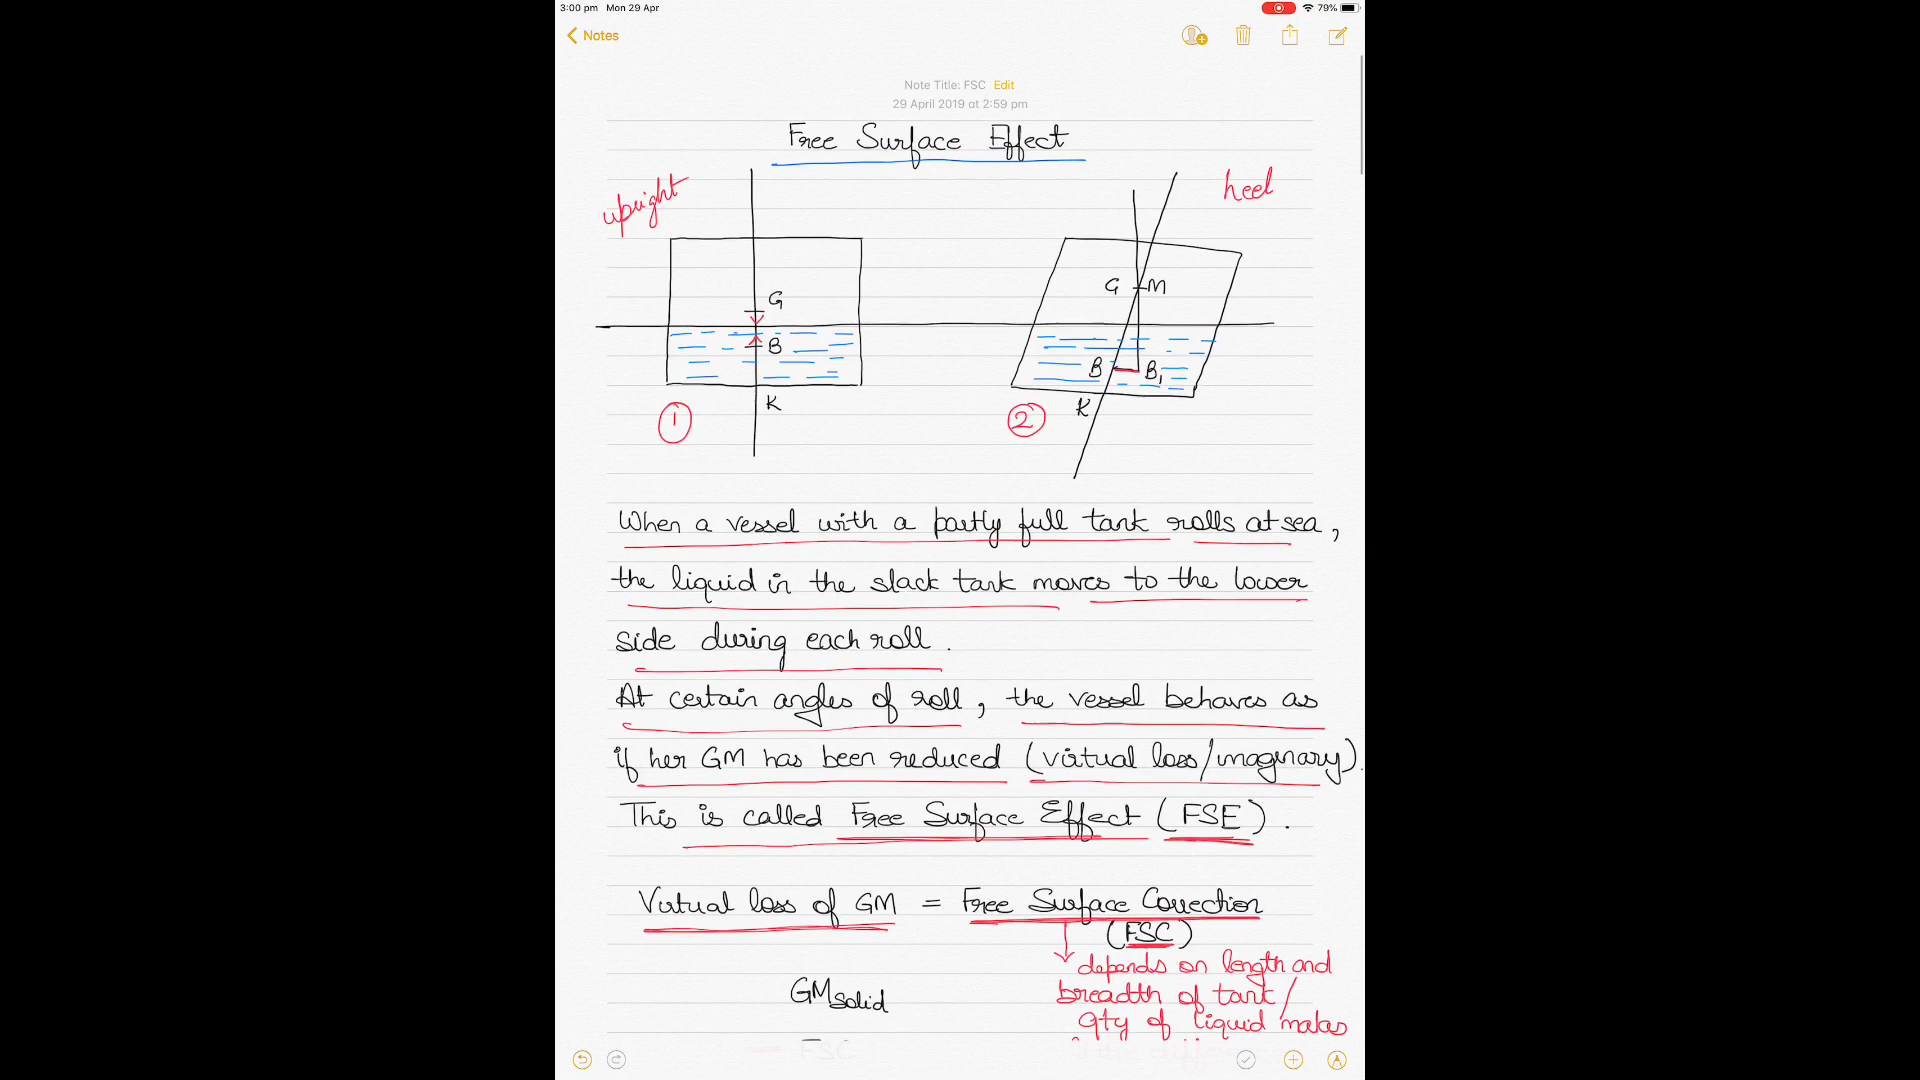 3:00 pm Mon 29 Apr
79%
Notes
Note Title: FSC Edit
29 April 2019 at 2:59 pm
Free Surface Effect
upright
heel
G
G M
B
B B1
K
K
1
2
When a vessel with a partly full tank rolls at sea,
the liquid in the slack tank moves to the lower
side during each roll.
At certain angles of roll, the vessel behaves as
if her GM has been reduced (virtual loss/imaginary).
This is called Free Surface Effect (FSE).
Virtual loss of GM = Free Surface Correction
(FSC)
depends on length and
breadth of tank/
GMsolid
qty of liquid makes
FSC